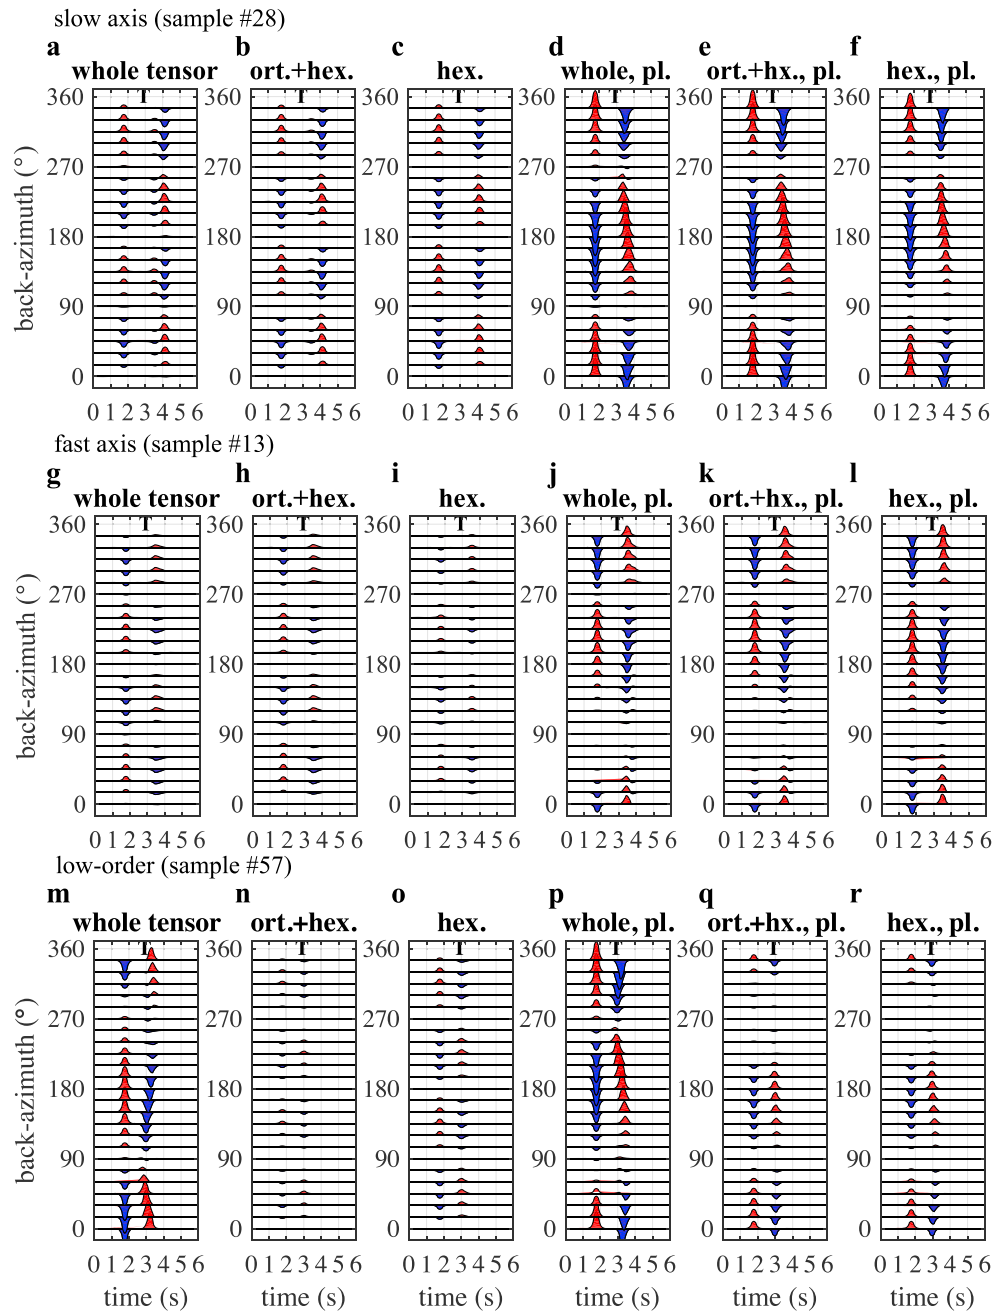 slow axis (sample #28)
a b c d e f
whole tensor ort.+hex. hex. whole, pl. ort.+hx., pl. hex., pl.
T T T T T T
360 360 360 360 360 360
270 270 270 270 270 270
180 180 180 180 180 180
90 90 90 90 90 90
0 0 0 0 0 0
back-azimuth (°)
0 1 2 3 4 5 6 0 1 2 3 4 5 6 0 1 2 3 4 5 6 0 1 2 3 4 5 6 0 1 2 3 4 5 6 0 1 2 3 4 5 6
fast axis (sample #13)
g h i j k l
whole tensor ort.+hex. hex. whole, pl. ort.+hx., pl. hex., pl.
T T T T T T
360 360 360 360 360 360
270 270 270 270 270 270
180 180 180 180 180 180
90 90 90 90 90 90
0 0 0 0 0 0
back-azimuth (°)
0 1 2 3 4 5 6 0 1 2 3 4 5 6 0 1 2 3 4 5 6 0 1 2 3 4 5 6 0 1 2 3 4 5 6 0 1 2 3 4 5 6
low-order (sample #57)
m n o p q r
whole tensor ort.+hex. hex. whole, pl. ort.+hx., pl. hex., pl.
T T T T T T
360 360 360 360 360 360
270 270 270 270 270 270
180 180 180 180 180 180
90 90 90 90 90 90
0 0 0 0 0 0
back-azimuth (°)
0 1 2 3 4 5 6 0 1 2 3 4 5 6 0 1 2 3 4 5 6 0 1 2 3 4 5 6 0 1 2 3 4 5 6 0 1 2 3 4 5 6
time (s) time (s) time (s) time (s) time (s) time (s)